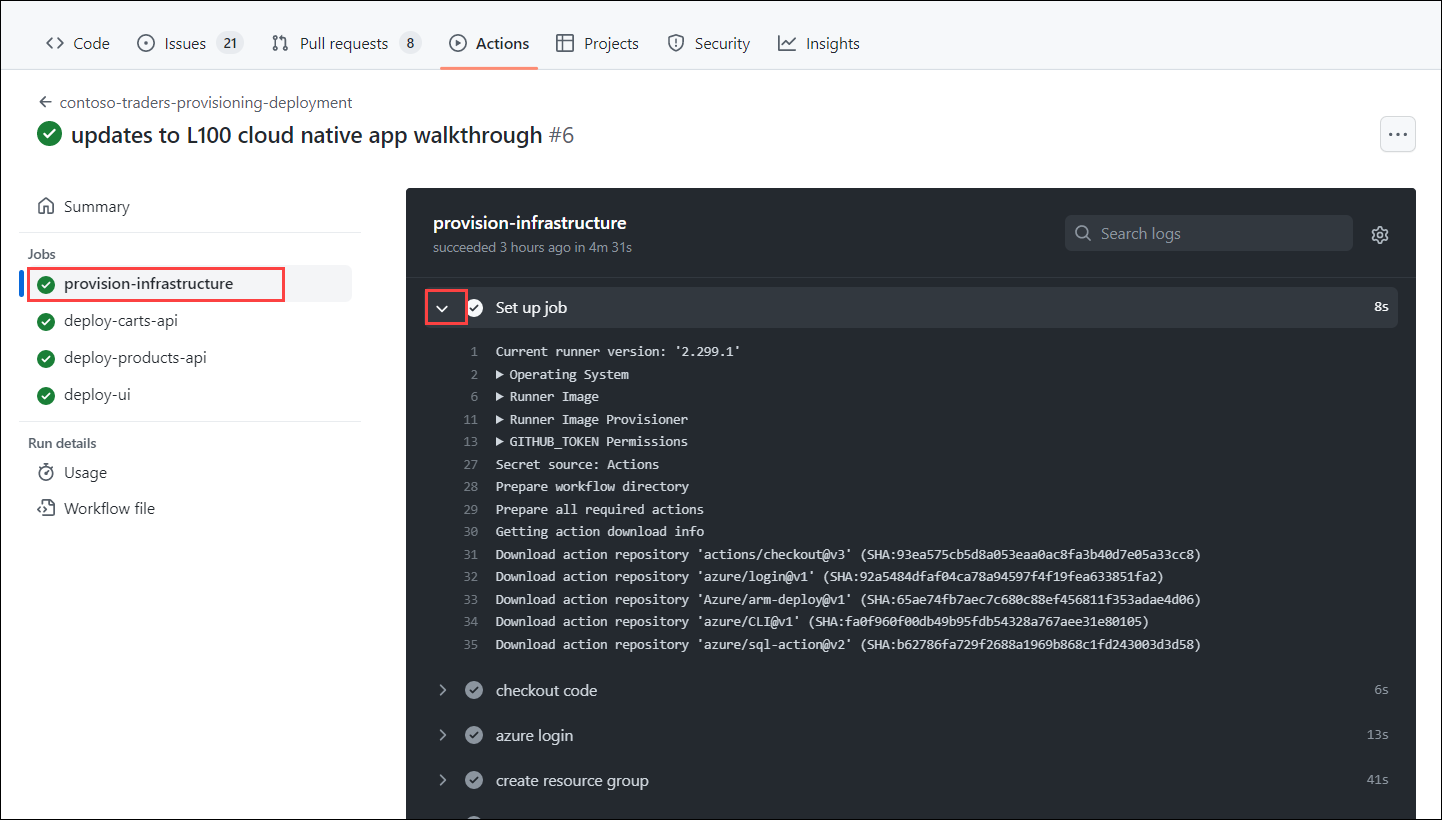 Code Issues 21 Pull requests 8 Actions Projects Security Insights
contoso-traders-provisioning-deployment
updates to L100 cloud native app walkthrough #6
Summary
Jobs
provision-infrastructure
deploy-carts-api
deploy-products-api
deploy-ui
Run details
Usage
Workflow file
provision-infrastructure
succeeded 3 hours ago in 4m 31s
Search logs
Set up job 8s
1 Current runner version: '2.299.1'
2 Operating System
6 Runner Image
11 Runner Image Provisioner
13 GITHUB_TOKEN Permissions
27 Secret source: Actions
28 Prepare workflow directory
29 Prepare all required actions
30 Getting action download info
31 Download action repository 'actions/checkout@v3' (SHA:93ea575cb5d8a053eaa0ac8fa3b40d7e05a33cc8)
32 Download action repository 'azure/login@v1' (SHA:92a5484dfaf04ca78a94597f4f19fea633851fa2)
33 Download action repository 'Azure/arm-deploy@v1' (SHA:65ae74fb7aec7c680c88ef456811f353adae4d06)
34 Download action repository 'azure/CLI@v1' (SHA:fa0f960f00db49b95fdb54328a767aee31e80105)
35 Download action repository 'azure/sql-action@v2' (SHA:b62786fa729f2688a1969b868c1fd243003d3d58)
checkout code 6s
azure login 13s
create resource group 41s